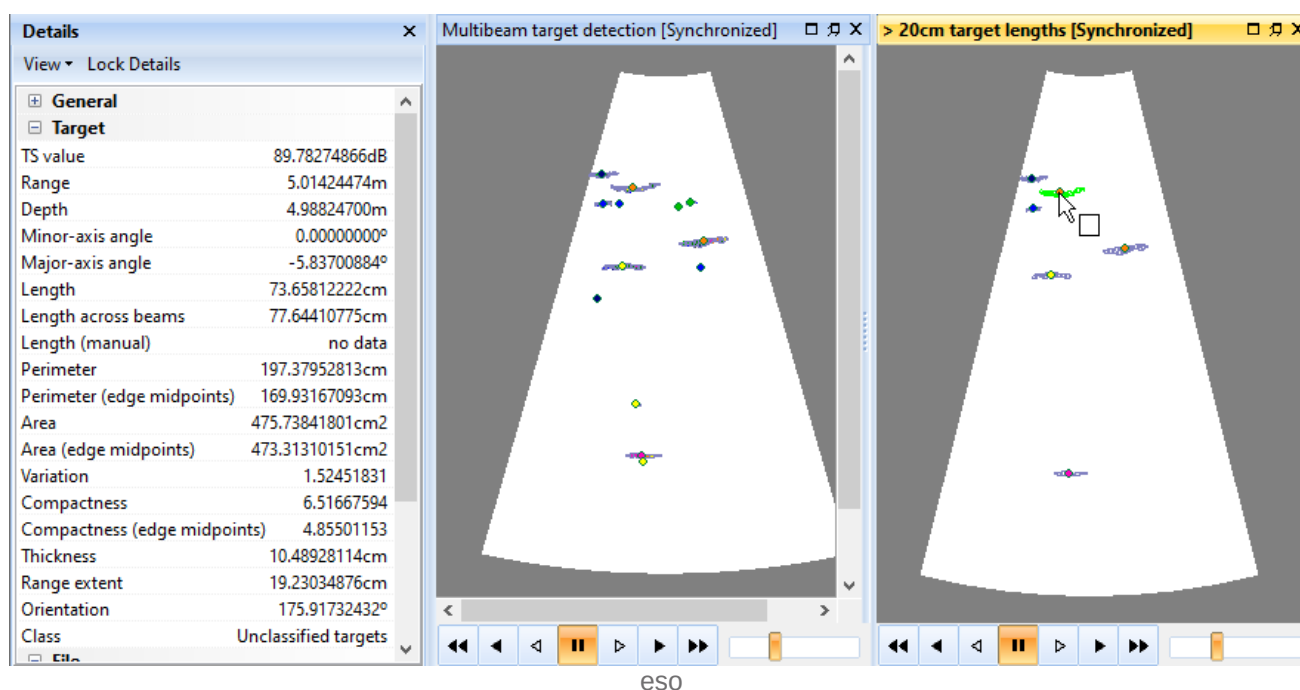 Details
View Lock Details
General
Target
TS value 89.78274866dB
Range 5.01424474m
Depth 4.98824700m
Minor-axis angle 0.00000000º
Major-axis angle -5.83700884º
Length 73.65812222cm
Length across beams 77.64410775cm
Length (manual) no data
Perimeter 197.37952813cm
Perimeter (edge midpoints) 169.93167093cm
Area 475.73841801cm2
Area (edge midpoints) 473.31310151cm2
Variation 1.52451831
Compactness 6.51667594
Compactness (edge midpoints) 4.85501153
Thickness 10.48928114cm
Range extent 19.23034876cm
Orientation 175.91732432º
Class Unclassified targets
File
Multibeam target detection [Synchronized]
> 20cm target lengths [Synchronized]
eso